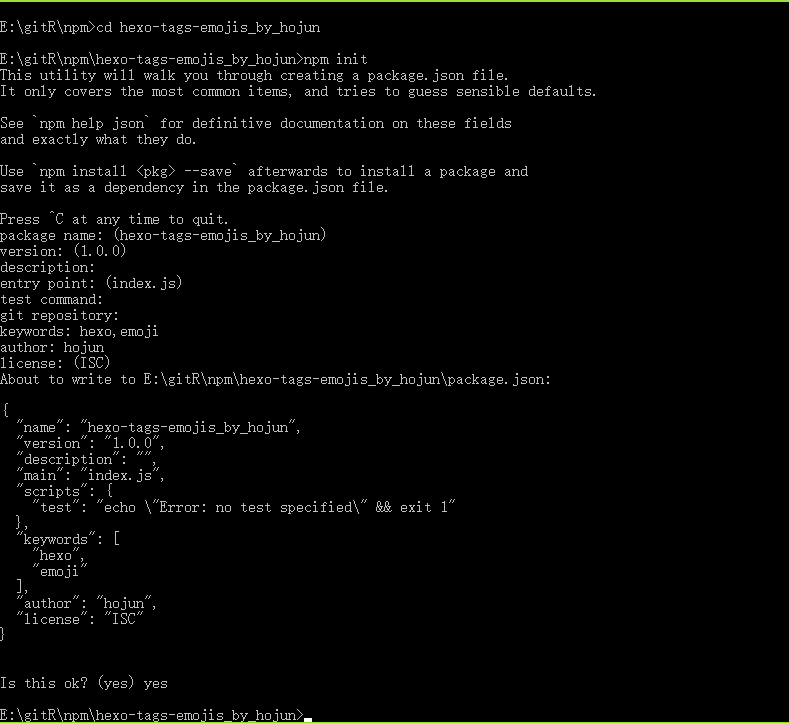 E:\gitR\npm>cd hexo-tags-emojis_by_hojun
E:\gitR\npm\hexo-tags-emojis_by_hojun>npm init
This utility will walk you through creating a package.json file.
It only covers the most common items, and tries to guess sensible defaults.
See `npm help json` for definitive documentation on these fields
and exactly what they do.
Use `npm install <pkg> --save` afterwards to install a package and
save it as a dependency in the package.json file.
Press ^C at any time to quit.
package name: (hexo-tags-emojis_by_hojun)
version: (1.0.0)
description:
entry point: (index.js)
test command:
git repository:
keywords: hexo,emoji
author: hojun
license: (ISC)
About to write to E:\gitR\npm\hexo-tags-emojis_by_hojun\package.json:
{
  "name": "hexo-tags-emojis_by_hojun",
  "version": "1.0.0",
  "description": "",
  "main": "index.js",
  "scripts": {
    "test": "echo \"Error: no test specified\" && exit 1"
  },
  "keywords": [
    "hexo",
    "emoji"
  ],
  "author": "hojun",
  "license": "ISC"
}
Is this ok? (yes) yes
E:\gitR\npm\hexo-tags-emojis_by_hojun>